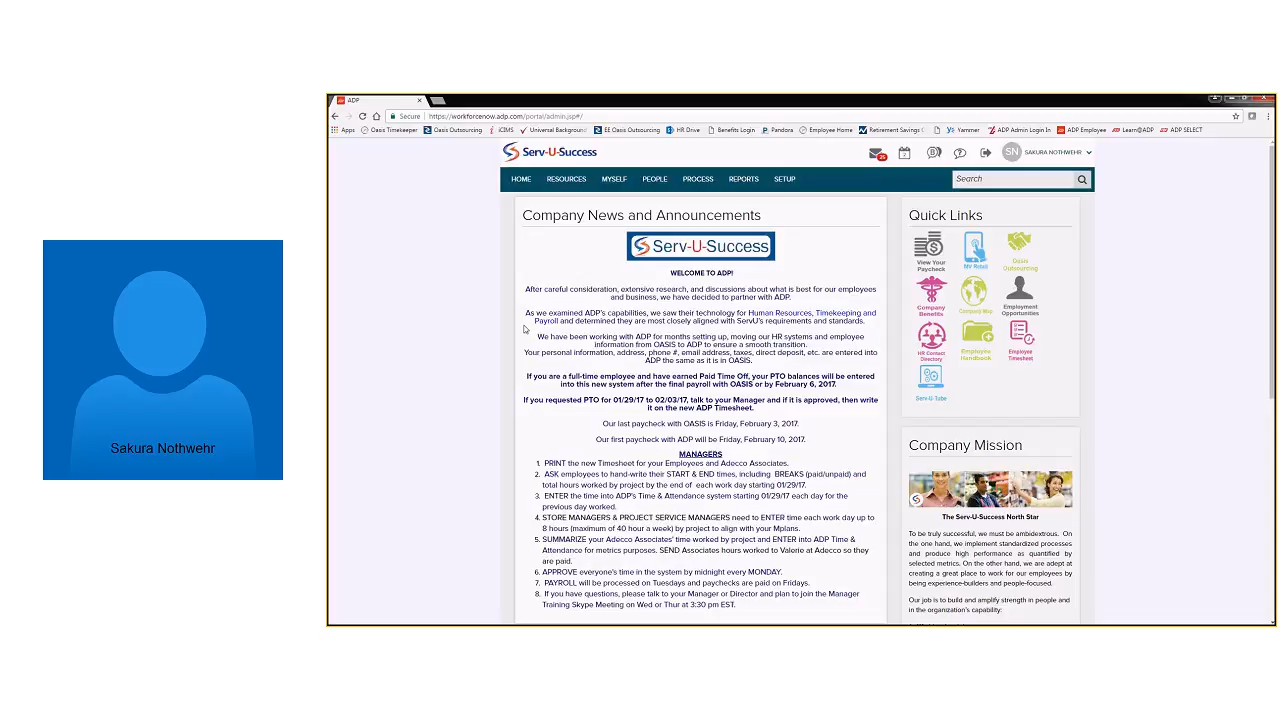 ADP
Secure https://workforcenow.adp.com/portal/admin.jsp#/
Apps Oasis Timekeeper Oasis Outsourcing iCIMS Universal Background EE Oasis Outsourcing HR Drive Benefits Login Pandora Employee Home Retirement Savings Yammer ADP Admin Login In ADP Employee Learn@ADP ADP SELECT
Serv-U-Success
SN SAKURA NOTHWEHR
HOME RESOURCES MYSELF PEOPLE PROCESS REPORTS SETUP Search
Company News and Announcements
Serv-U-Success
WELCOME TO ADP!
After careful consideration, extensive research, and discussions about what is best for our employees
and business, we have decided to partner with ADP.
As we examined ADP's capabilities, we saw their technology for Human Resources, Timekeeping and
Payroll and determined they are most closely aligned with ServU's requirements and standards.
We have been working with ADP for months setting up, moving our HR systems and employee
information from OASIS to ADP to ensure a smooth transition.
Your personal information, address, phone #, email address, taxes, direct deposit, etc. are entered into
ADP the same as it is in OASIS.
If you are a full-time employee and have earned Paid Time Off, your PTO balances will be entered
into this new system after the final payroll with OASIS or by February 6, 2017.
If you requested PTO for 01/29/17 to 02/03/17, talk to your Manager and if it is approved, then write
it on the new ADP Timesheet.
Our last paycheck with OASIS is Friday, February 3, 2017.
Our first paycheck with ADP will be Friday, February 10, 2017.
MANAGERS
1. PRINT the new Timesheet for your Employees and Adecco Associates.
2. ASK employees to hand-write their START & END times, including BREAKS (paid/unpaid) and
total hours worked by project by the end of each work day starting 01/29/17.
3. ENTER the time into ADP's Time & Attendance system starting 01/29/17 each day for the
previous day worked.
4. STORE MANAGERS & PROJECT SERVICE MANAGERS need to ENTER time each work day up to
8 hours (maximum of 40 hour a week) by project to align with your Mplans.
5. SUMMARIZE your Adecco Associates' time worked by project and ENTER into ADP Time &
Attendance for metrics purposes. SEND Associates hours worked to Valerie at Adecco so they
are paid.
6. APPROVE everyone's time in the system by midnight every MONDAY.
7. PAYROLL will be processed on Tuesdays and paychecks are paid on Fridays.
8. If you have questions, please talk to your Manager or Director and plan to join the Manager
Training Skype Meeting on Wed or Thur at 3:30 pm EST.
Quick Links
View Your
Paycheck
MV Retail
Oasis
Outsourcing
Company
Benefits
Company Map
Employment
Opportunities
HR Contact
Directory
Employee
Handbook
Employee
Timesheet
Serv-U-Tube
Company Mission
The Serv-U-Success North Star
To be truly successful, we must be ambidextrous. On
the one hand, we implement standardized processes
and produce high performance as quantified by
selected metrics. On the other hand, we are adept at
creating a great place to work for our employees by
being experience-builders and people-focused.
Our job is to build and amplify strength in people and
in the organization's capability:
Sakura Nothwehr